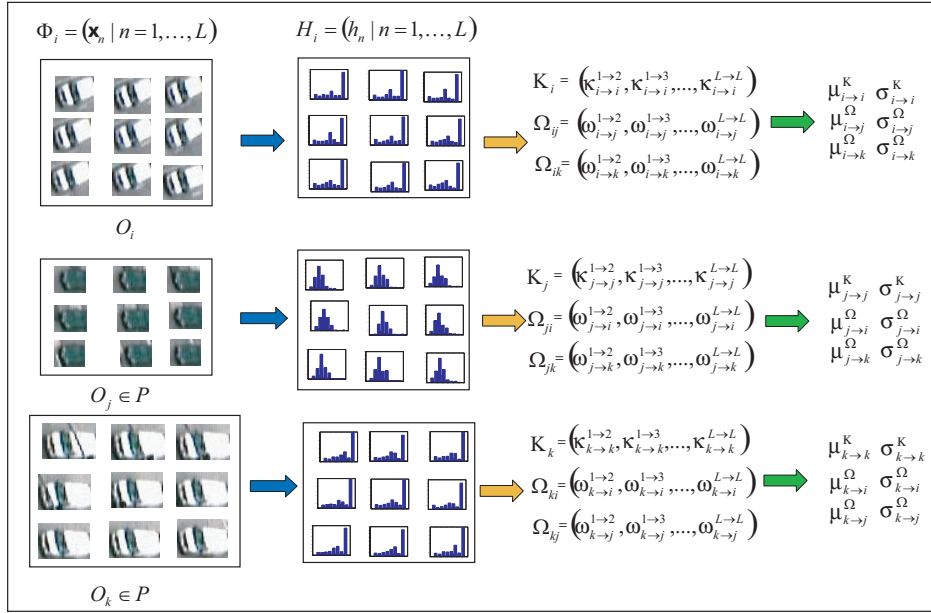 Φ_i = (x_n | n = 1,…,L) H_i = (h_n | n = 1,…,L)
K_i = (κ_{i→i}^{1→2}, κ_{i→i}^{1→3},..., κ_{i→i}^{L→L})
Ω_{ij} = (ω_{i→j}^{1→2}, ω_{i→j}^{1→3},..., ω_{i→j}^{L→L})
Ω_{ik} = (ω_{i→k}^{1→2}, ω_{i→k}^{1→3},..., ω_{i→k}^{L→L})
μ_{i→i}^K σ_{i→i}^K
μ_{i→j}^Ω σ_{i→j}^Ω
μ_{i→k}^Ω σ_{i→k}^Ω
O_i
K_j = (κ_{j→j}^{1→2}, κ_{j→j}^{1→3},..., κ_{j→j}^{L→L})
Ω_{ji} = (ω_{j→i}^{1→2}, ω_{j→i}^{1→3},..., ω_{j→i}^{L→L})
Ω_{jk} = (ω_{j→k}^{1→2}, ω_{j→k}^{1→3},..., ω_{j→k}^{L→L})
μ_{j→j}^K σ_{j→j}^K
μ_{j→i}^Ω σ_{j→i}^Ω
μ_{j→k}^Ω σ_{j→k}^Ω
O_j ∈ P
K_k = (κ_{k→k}^{1→2}, κ_{k→k}^{1→3},..., κ_{k→k}^{L→L})
Ω_{ki} = (ω_{k→i}^{1→2}, ω_{k→i}^{1→3},..., ω_{k→i}^{L→L})
Ω_{kj} = (ω_{k→j}^{1→2}, ω_{k→j}^{1→3},..., ω_{k→j}^{L→L})
μ_{k→k}^K σ_{k→k}^K
μ_{k→i}^Ω σ_{k→i}^Ω
μ_{k→j}^Ω σ_{k→j}^Ω
O_k ∈ P